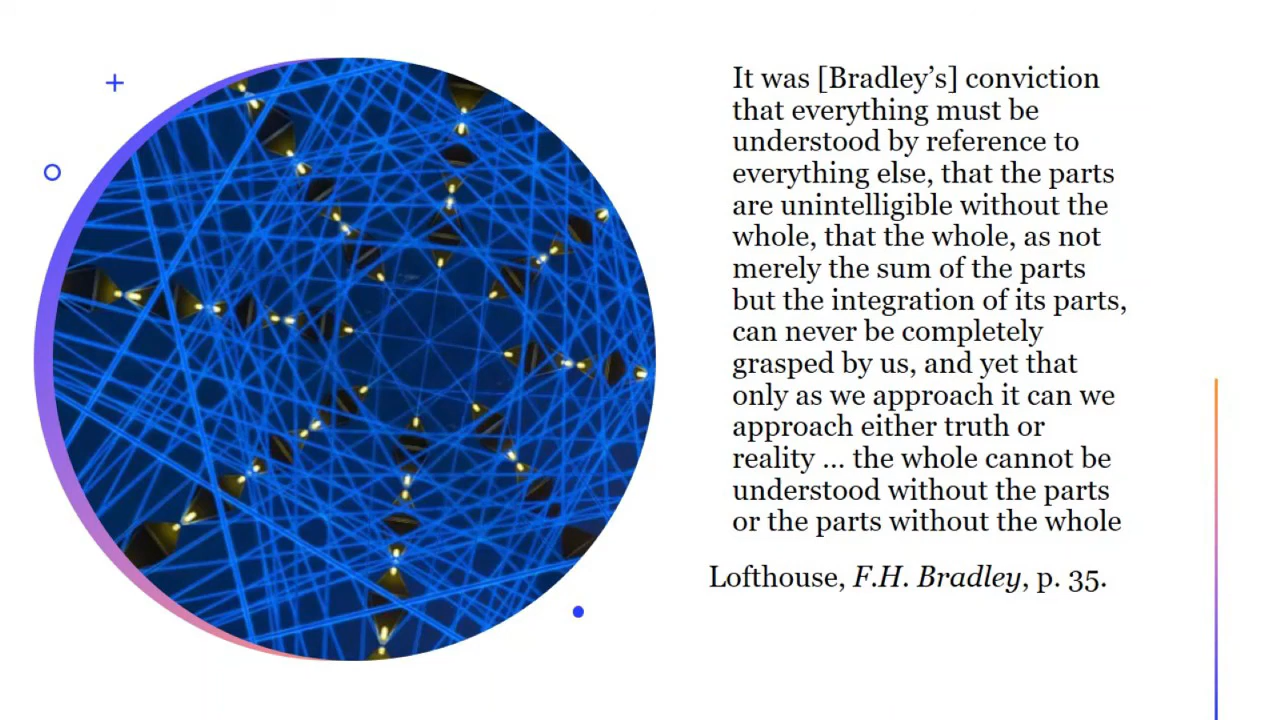 It was [Bradley’s] conviction
that everything must be
understood by reference to
everything else, that the parts
are unintelligible without the
whole, that the whole, as not
merely the sum of the parts
but the integration of its parts,
can never be completely
grasped by us, and yet that
only as we approach it can we
approach either truth or
reality ... the whole cannot be
understood without the parts
or the parts without the whole
Lofthouse, F.H. Bradley, p. 35.